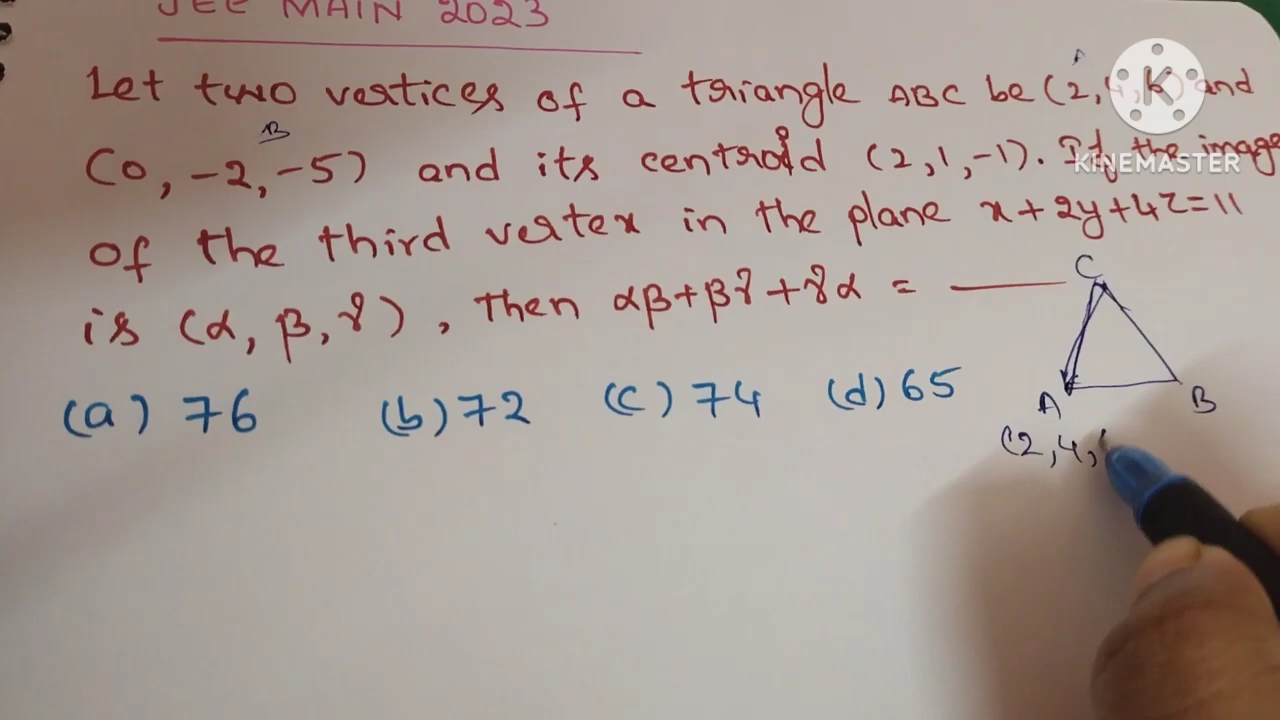 JEE MAIN 2023
Let two vertices of a triangle ABC be (2, 4, 6) and
(0, -2, -5) and its centroid (2, 1, -1). If the image
of the third vertex in the plane x + 2y + 4z = 11
is (α, β, γ), then αβ + βγ + γα =
(a) 76 (b) 72 (c) 74 (d) 65
B
K
KINEMASTER
C
A
B
(2, 4,